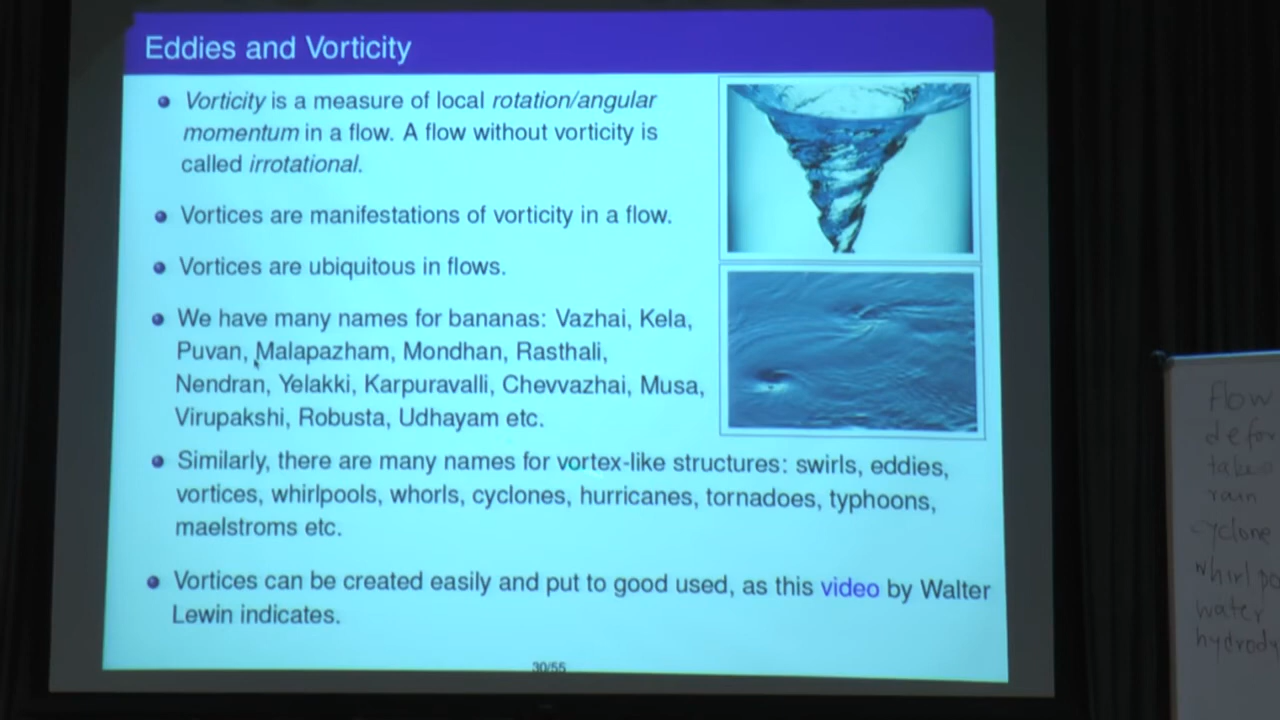 Eddies and Vorticity
Vorticity is a measure of local rotation/angular
momentum in a flow. A flow without vorticity is
called irrotational.
Vortices are manifestations of vorticity in a flow.
Vortices are ubiquitous in flows.
We have many names for bananas: Vazhai, Kela,
Puvan, Malapazham, Mondhan, Rasthali,
Nendran, Yelakki, Karpuravalli, Chevvazhai, Musa,
Virupakshi, Robusta, Udhayam etc.
Similarly, there are many names for vortex-like structures: swirls, eddies,
vortices, whirlpools, whorls, cyclones, hurricanes, tornadoes, typhoons,
maelstroms etc.
Vortices can be created easily and put to good used, as this video by Walter
Lewin indicates.
30/55
flow
defor
rain
cyclone
whirlpo
water
hydrody